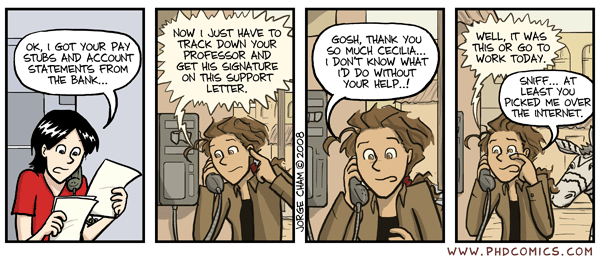 OK, I GOT YOUR PAY
STUBS AND ACCOUNT
STATEMENTS FROM
THE BANK...
NOW I JUST HAVE TO
TRACK DOWN YOUR
PROFESSOR AND
GET HIS SIGNATURE
ON THIS SUPPORT
LETTER.
JORGE CHAM © 2008
GOSH, THANK YOU
SO MUCH CECILIA...
I DON'T KNOW WHAT
I'D DO WITHOUT
YOUR HELP..!
WELL, IT WAS
THIS OR GO TO
WORK TODAY.
SNIFF... AT
LEAST YOU
PICKED ME OVER
THE INTERNET.
WWW.PHDCOMICS.COM